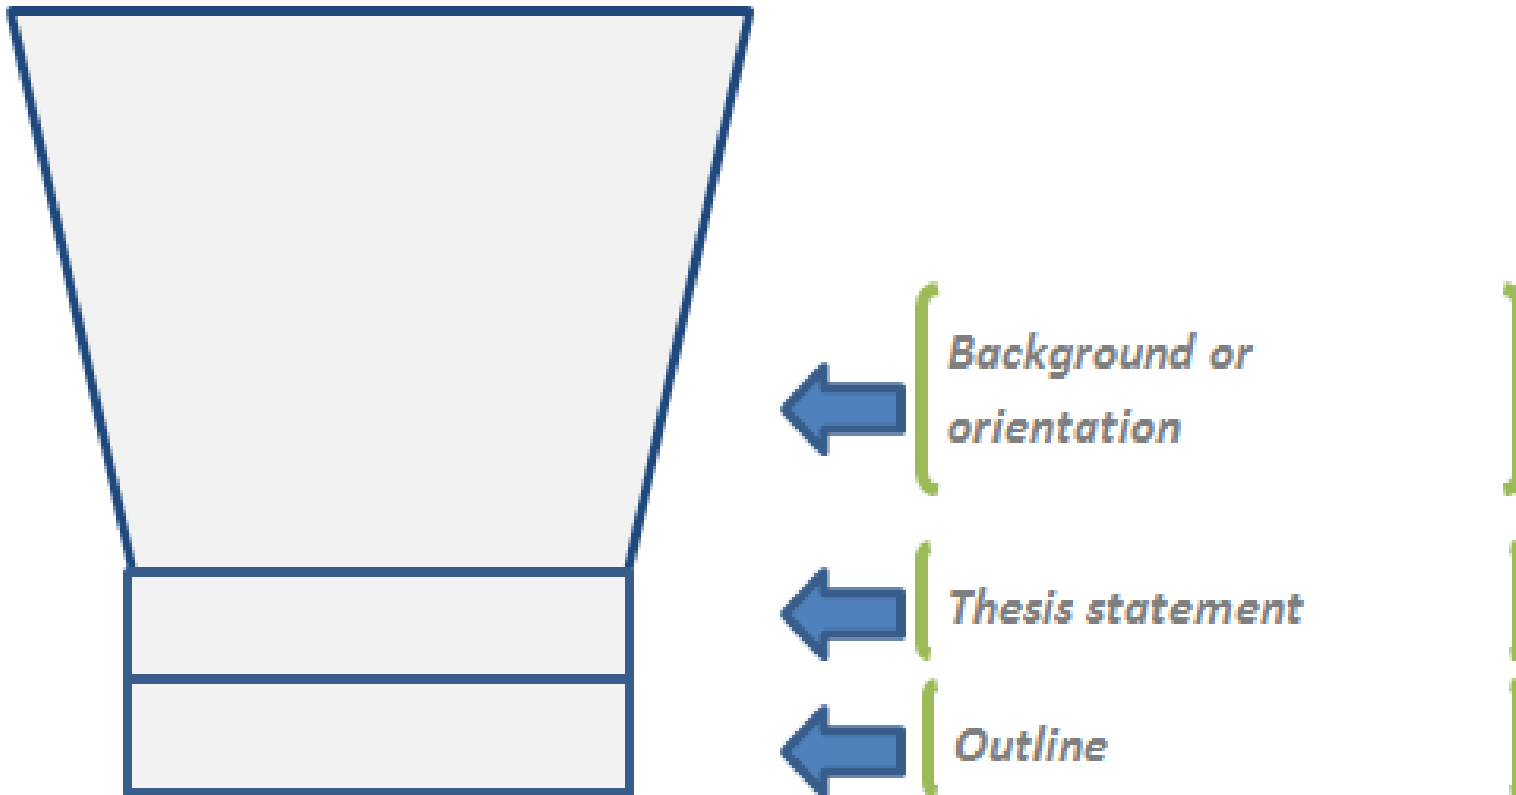 Background or
orientation
Thesis statement
Outline